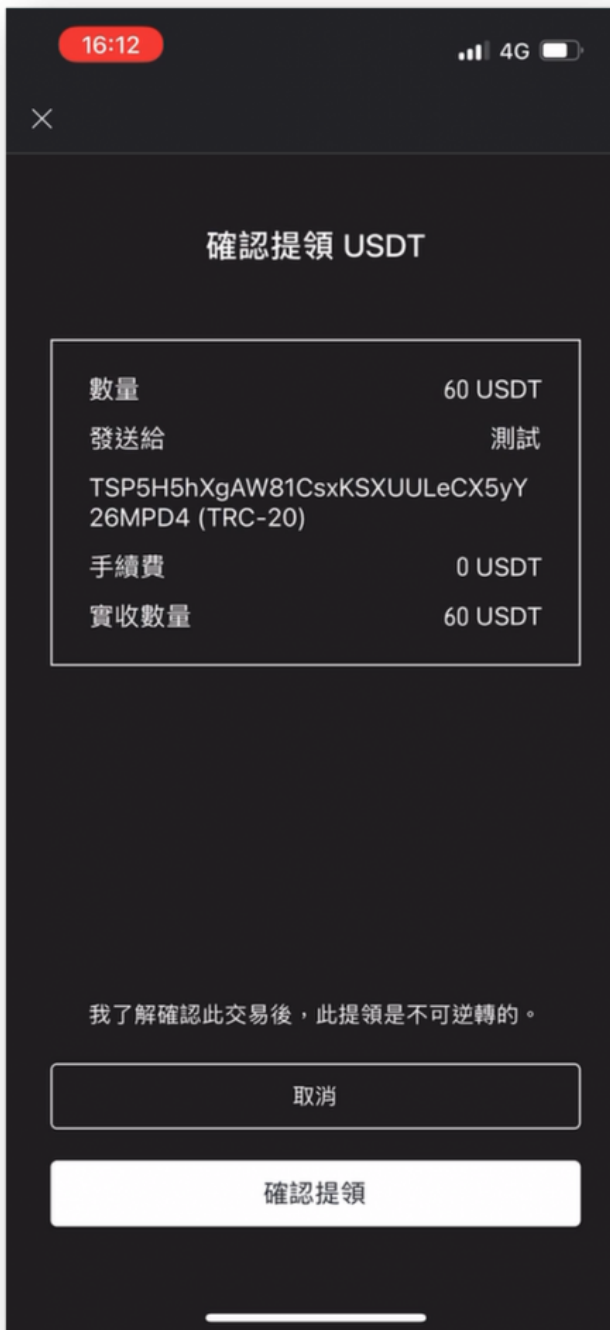 16:12
4G
確認提領 USDT
數量 60 USDT
發送給 測試
TSP5H5hXgAW81CsxKSXUULeCX5yY
26MPD4 (TRC-20)
手續費 0 USDT
實收數量 60 USDT
我了解確認此交易後，此提領是不可逆轉的。
取消
確認提領